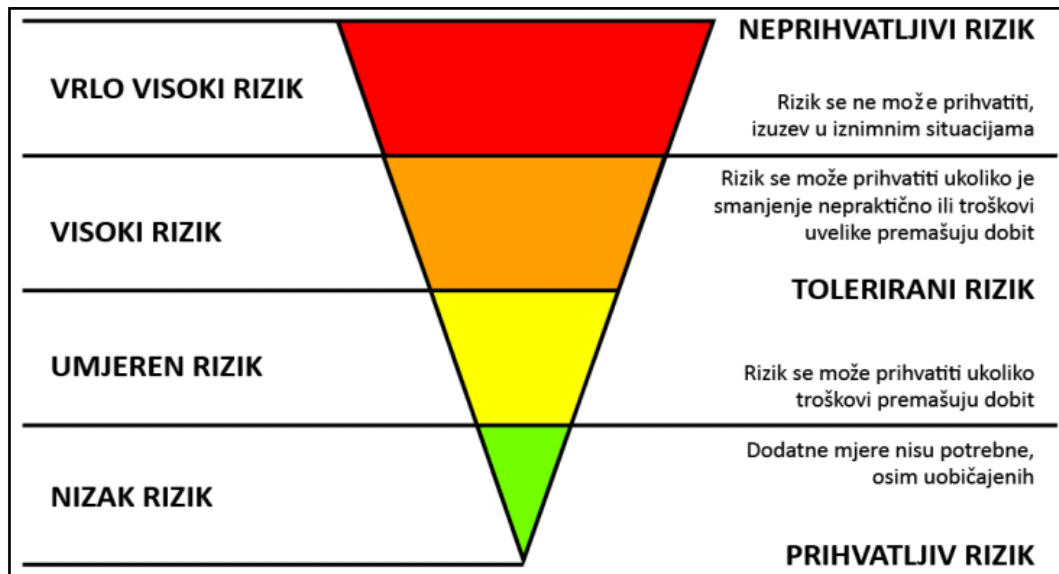 NEPRIHVATLJIVI RIZIK
VRLO VISOKI RIZIK
Rizik se ne može prihvatiti,
izuzev u iznimnim situacijama
Rizik se može prihvatiti ukoliko je
smanjenje nepraktično ili troškovi
uvelike premašuju dobit
VISOKI RIZIK
TOLERIRANI RIZIK
UMJEREN RIZIK
Rizik se može prihvatiti ukoliko
troškovi premašuju dobit
Dodatne mjere nisu potrebne,
osim uobičajenih
NIZAK RIZIK
PRIHVATLJIV RIZIK